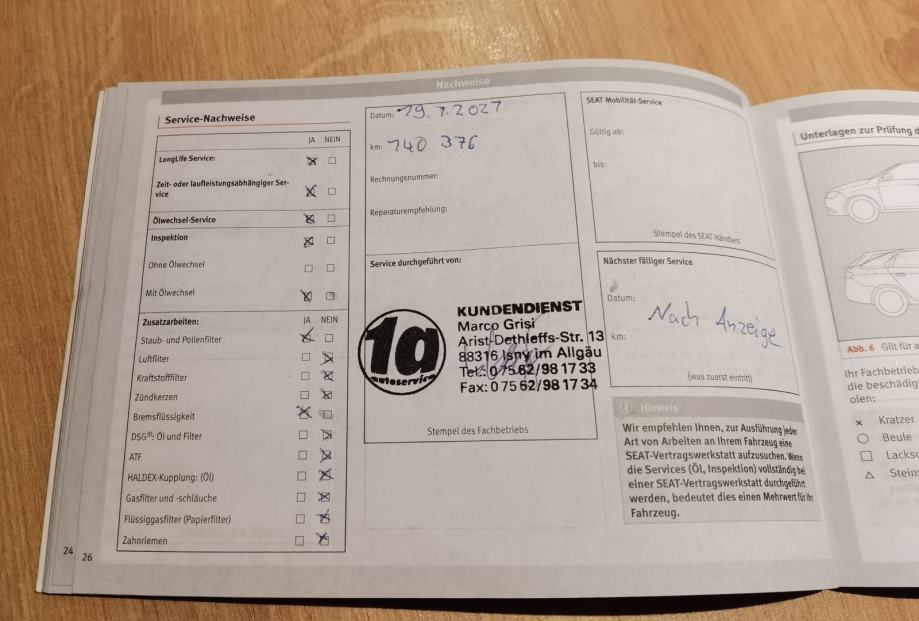 Nachweise
Service-Nachweise
JA NEIN
LongLife Service:
Zeit- oder laufleistungsabhängiger Ser-
vice
Ölwechsel-Service
Inspektion
Ohne Ölwechsel
Mit Ölwechsel
Zusatzarbeiten: JA NEIN
Staub- und Pollenfilter
Luftfilter
Kraftstofffilter
Zündkerzen
Bremsflüssigkeit
DSG®: Öl und Filter
ATF
HALDEX-Kupplung: (Öl)
Gasfilter und -schläuche
Flüssiggasfilter (Papierfilter)
Zahnriemen
24 26
Datum: 19.7.2021
km: 140 376
Rechnungsnummer:
Reparaturempfehlung:
Service durchgeführt von:
1a
autoservice
KUNDENDIENST
Marco Grisi
Arist-Dethleffs-Str. 13
88316 Isny im Allgäu
Tel.: 0 75 62/98 17 33
Fax: 0 75 62/98 17 34
Stempel des Fachbetriebs
SEAT Mobilität-Service
Gültig ab:
bis:
Stempel des SEAT Händlers
Nächster fälliger Service
Datum:
Nach Anzeige
km:
(was zuerst eintritt)
Hinweis
Wir empfehlen Ihnen, zur Ausführung jeder
Art von Arbeiten an Ihrem Fahrzeug eine
SEAT-Vertragswerkstatt aufzusuchen. Wenn
die Services (Öl, Inspektion) vollständig bei
einer SEAT-Vertragswerkstatt durchgeführt
werden, bedeutet dies einen Mehrwert für Ihr
Fahrzeug.
Unterlagen zur Prüfung d
Abb. 6 Gilt für a
Ihr Fachbetrieb
die beschädig
olen:
Kratzer
Beule
Lacksc
Stein